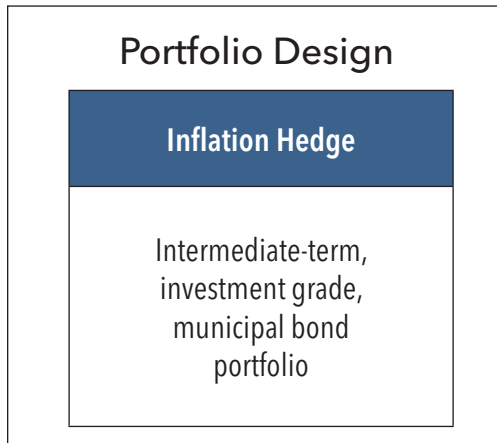 Portfolio Design
Inflation Hedge
Intermediate-term,
investment grade,
municipal bond
portfolio